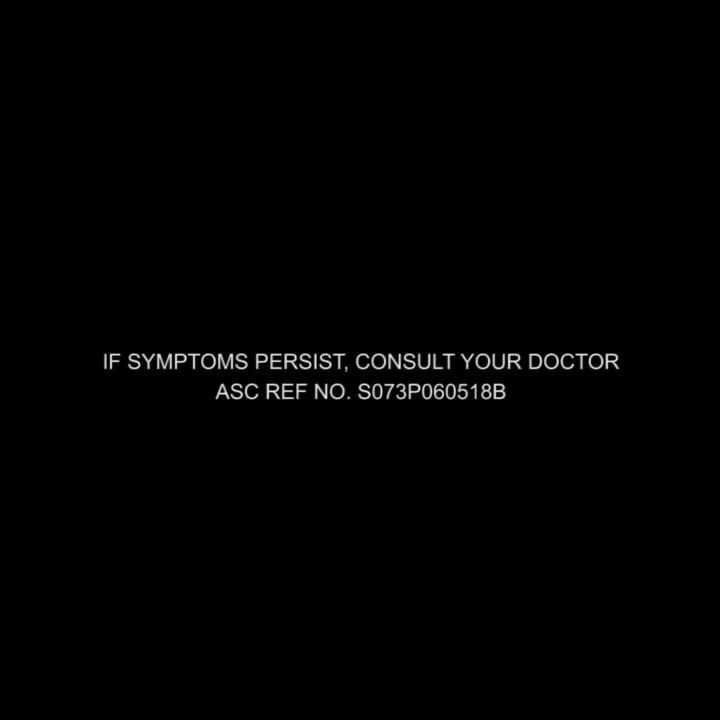 IF SYMPTOMS PERSIST, CONSULT YOUR DOCTOR
ASC REF NO. S073P060518B